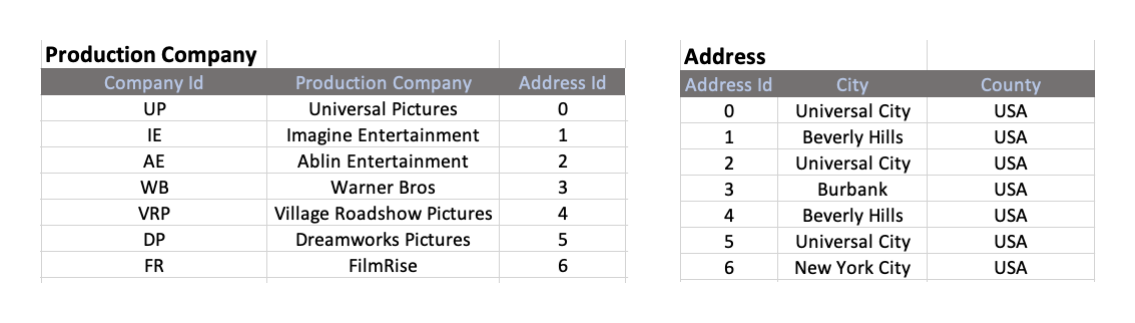 Production Company
Company Id Production Company Address Id
UP Universal Pictures 0
IE Imagine Entertainment 1
AE Ablin Entertainment 2
WB Warner Bros 3
VRP Village Roadshow Pictures 4
DP Dreamworks Pictures 5
FR FilmRise 6
Address
Address Id City County
0 Universal City USA
1 Beverly Hills USA
2 Universal City USA
3 Burbank USA
4 Beverly Hills USA
5 Universal City USA
6 New York City USA